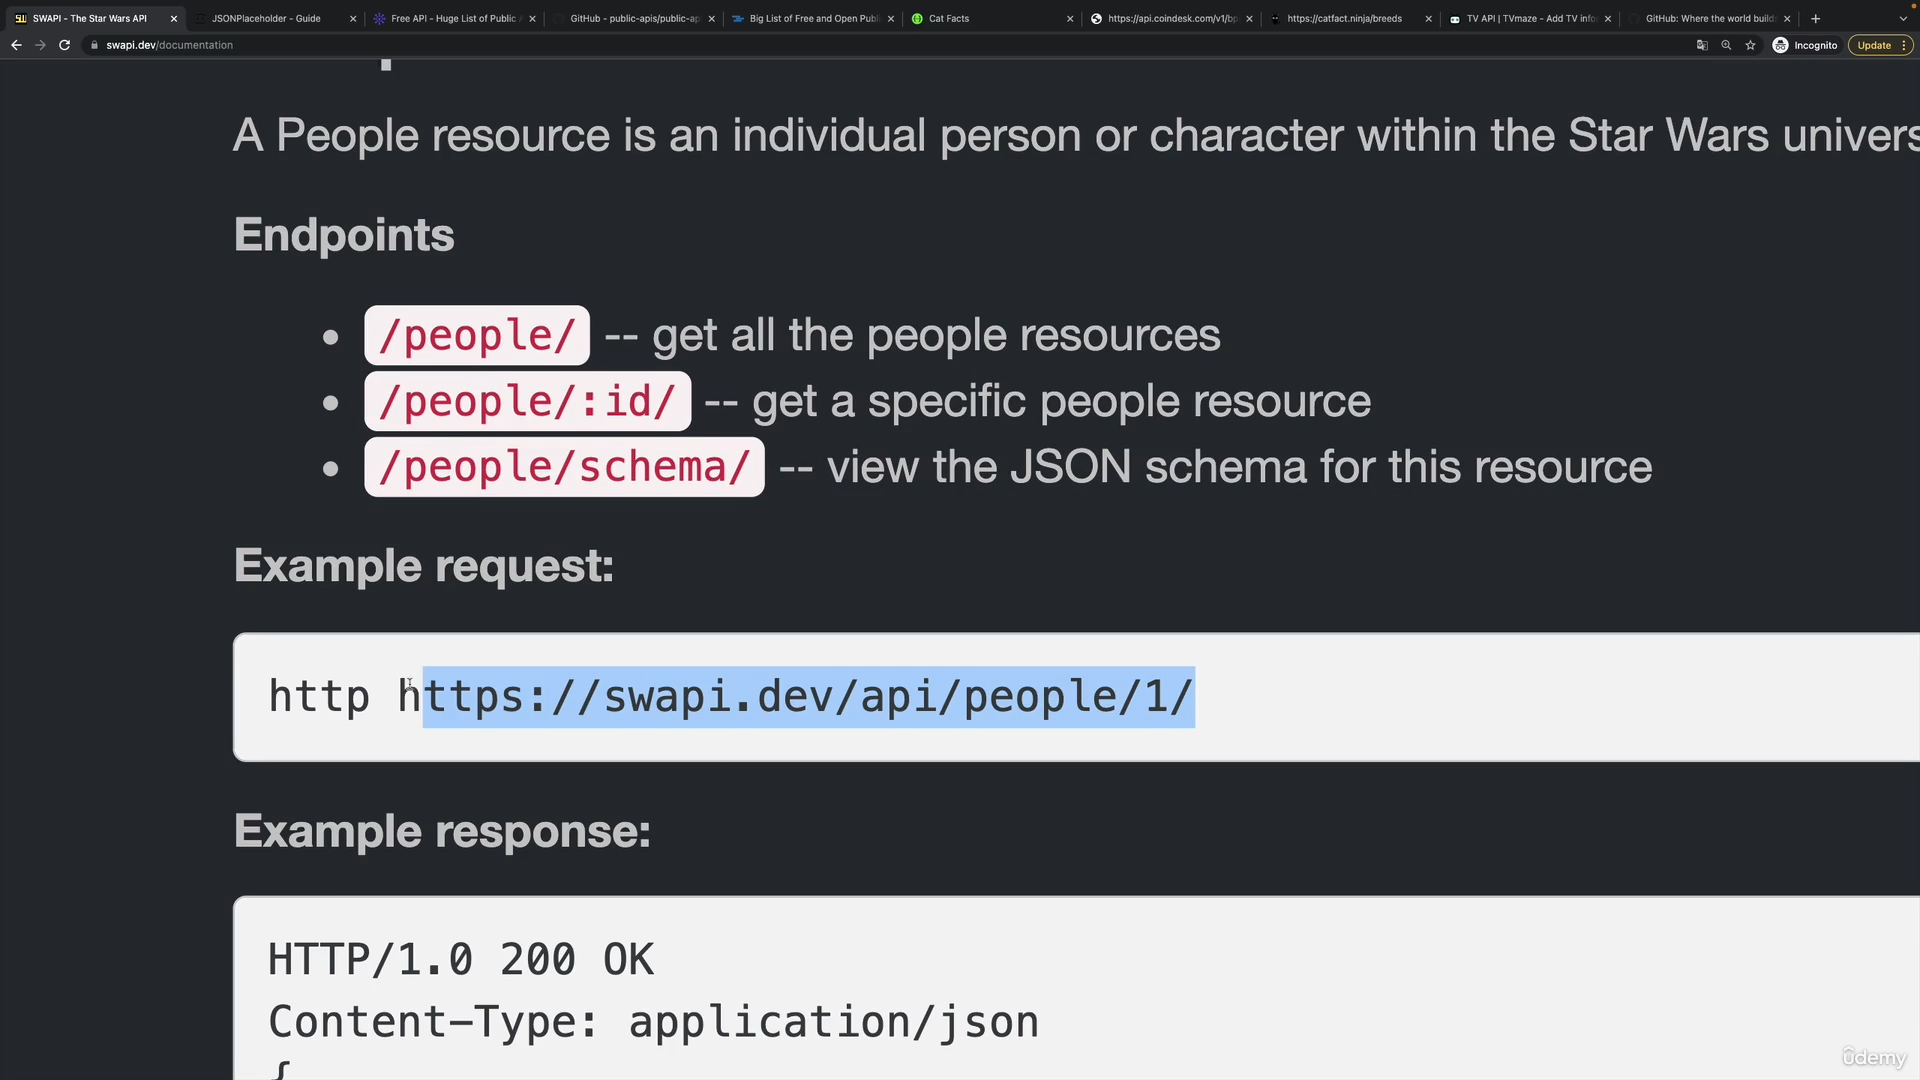 SWAPI - The Star Wars API
JSONPlaceholder - Guide
Free API - Huge List of Public
GitHub - public-apis/public-ap
Big List of Free and Open Publ
Cat Facts
https://api.coindesk.com/v1/bp
https://catfact.ninja/breeds
TV API | TVmaze - Add TV info
GitHub: Where the world build
swapi.dev/documentation
Incognito
Update
A People resource is an individual person or character within the Star Wars univers
Endpoints
/people/ -- get all the people resources
/people/:id/ -- get a specific people resource
/people/schema/ -- view the JSON schema for this resource
Example request:
http https://swapi.dev/api/people/1/
Example response:
HTTP/1.0 200 OK
Content-Type: application/json
{
ûdemy